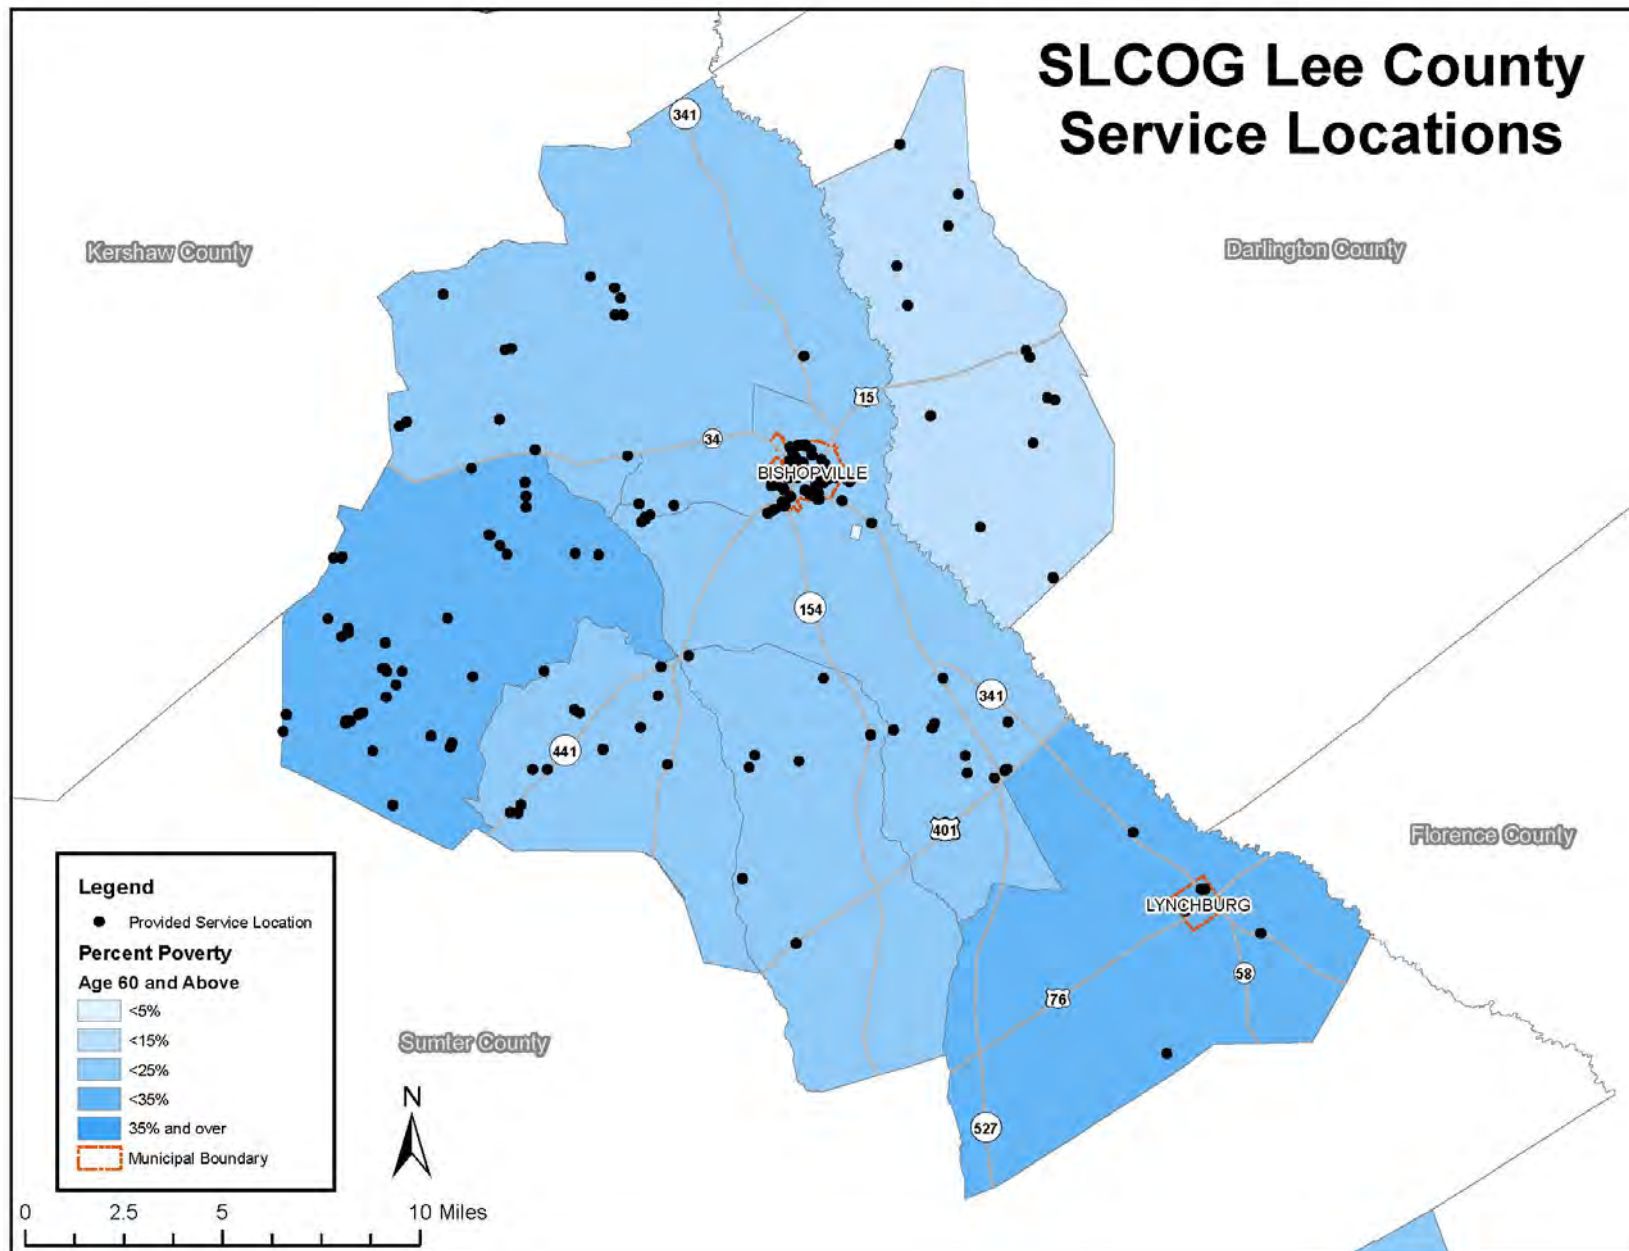 SLCOG Lee County
Service Locations
341
Kershaw County
Darlington County
15
34
BISHOPVILLE
154
341
441
401
Florence County
LYNCHBURG
58
76
Sumter County
527
Legend
Provided Service Location
Percent Poverty
Age 60 and Above
<5%
<15%
<25%
<35%
35% and over
Municipal Boundary
N
0 2.5 5 10 Miles